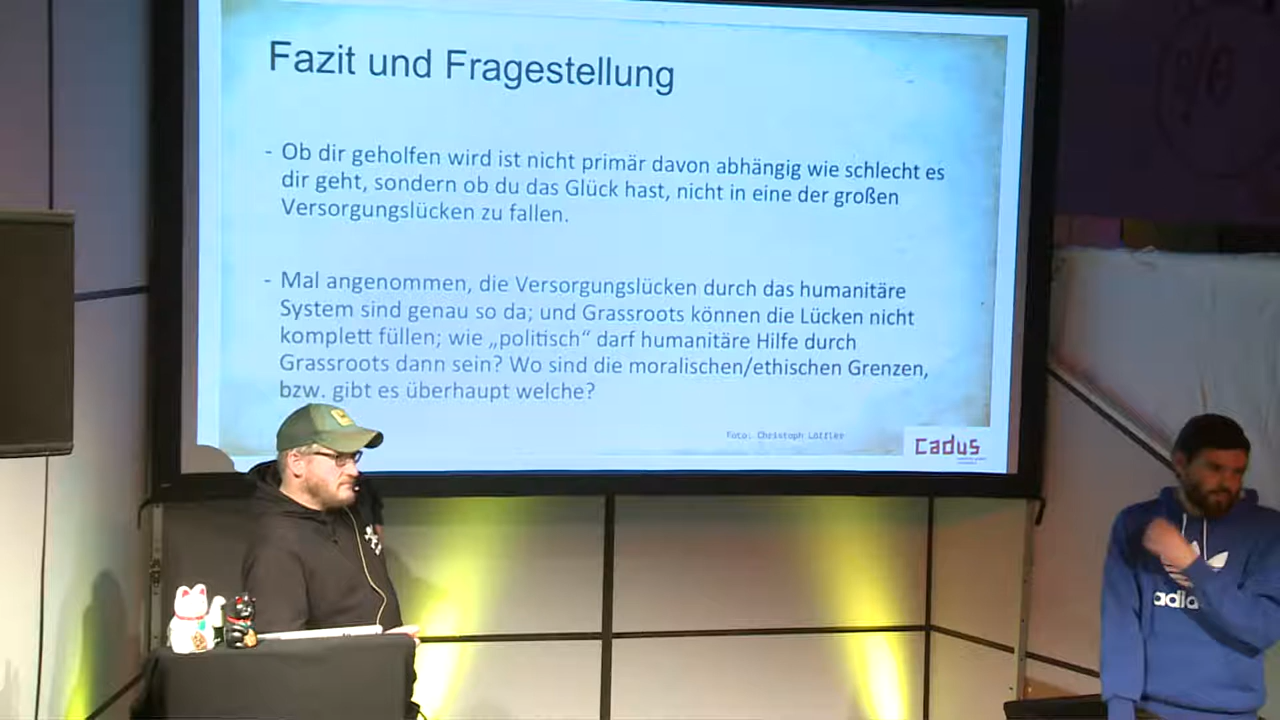 Fazit und Fragestellung
- Ob dir geholfen wird ist nicht primär davon abhängig wie schlecht es
dir geht, sondern ob du das Glück hast, nicht in eine der großen
Versorgungslücken zu fallen.
- Mal angenommen, die Versorgungslücken durch das humanitäre
System sind genau so da; und Grassroots können die Lücken nicht
komplett füllen; wie „politisch“ darf humanitäre Hilfe durch
Grassroots dann sein? Wo sind die moralischen/ethischen Grenzen,
bzw. gibt es überhaupt welche?
Foto: Christoph Löffler
Cadus
adid